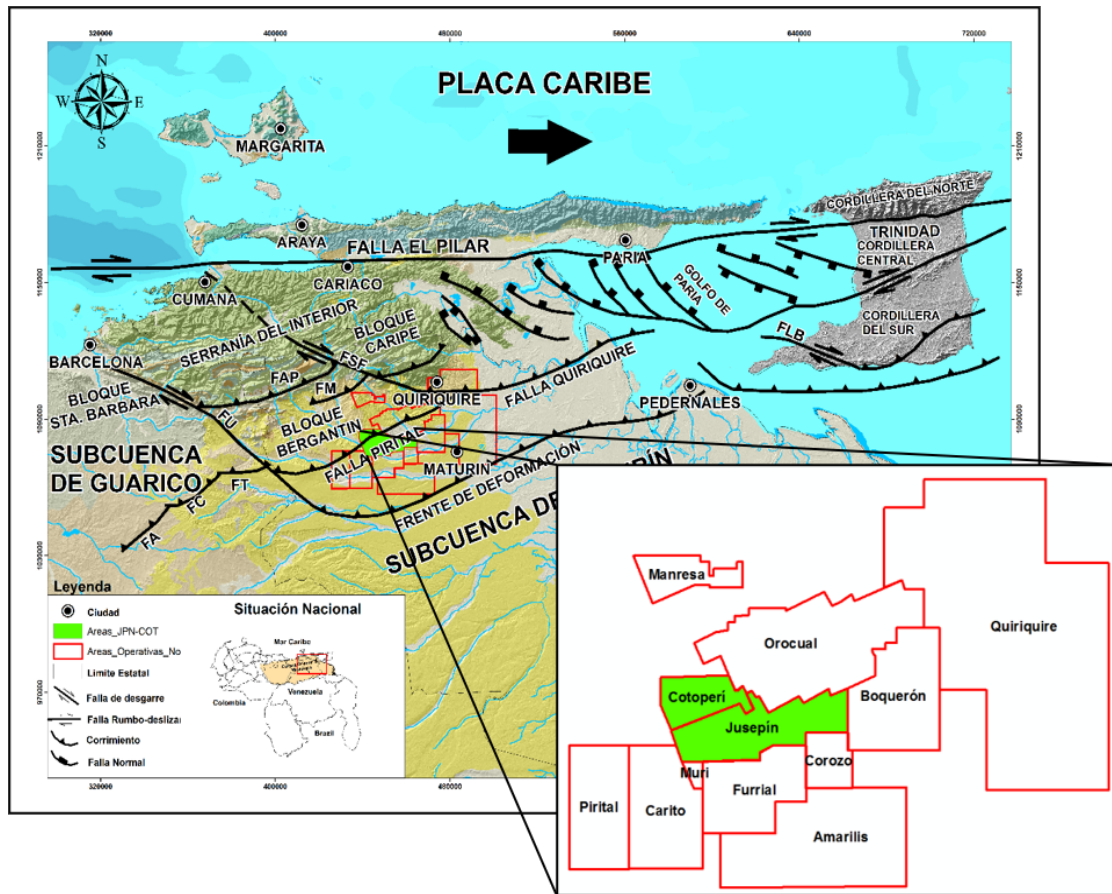 320000
400000
480000
560000
640000
720000
N
W
E
S
PLACA CARIBE
MARGARITA
1210000
1210000
CORDILLERA DEL NORTE
ARAYA
FALLA EL PILAR
PARIA
TRINIDAD
CORDILLERA
CENTRAL
1150000
1150000
CUMANA
CARIACO
GOLFO DE
PARIA
SERRANÍA DEL INTERIOR
BLOQUE
CARIPE
CORDILLERA
DEL SUR
BARCELONA
FSF
FLB
FAP
FM
QUIRIQUIRE
FALLA QUIRIQUIRE
PEDERNALES
BLOQUE
STA. BARBARA
FU
BLOQUE
BERGANTIN
1090000
1090000
FALLA PIRITAL
MATURIN
SUBCUENCA
DE GUARICO
FT
FC
FA
FRENTE DE DEFORMACIÓN
SUBCUENCA DE
RÍN
1030000
970000
Leyenda
Ciudad
Areas_JPN-COT
Areas_Operativas_No
Limite Estatal
Falla de desgarre
Falla Rumbo-desliza
Corrimiento
Falla Normal
Situación Nacional
Mar Caribe
Venezuela
Colombia
Brazil
320000
400000
480000
Manresa
Orocual
Quiriquire
Cotoperí
Boquerón
Jusepín
Muri
Corozo
Pirital
Carito
Furrial
Amarilis